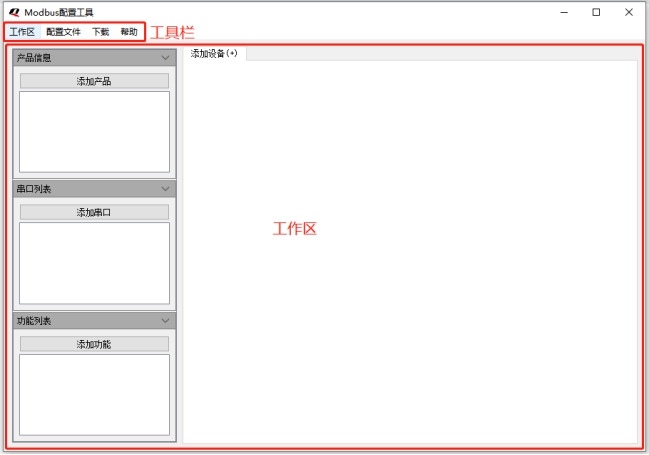 Modbus配置工具
工作区 配置文件 下载 帮助 工具栏
产品信息
添加设备(+)
添加产品
串口列表
添加串口
工作区
功能列表
添加功能